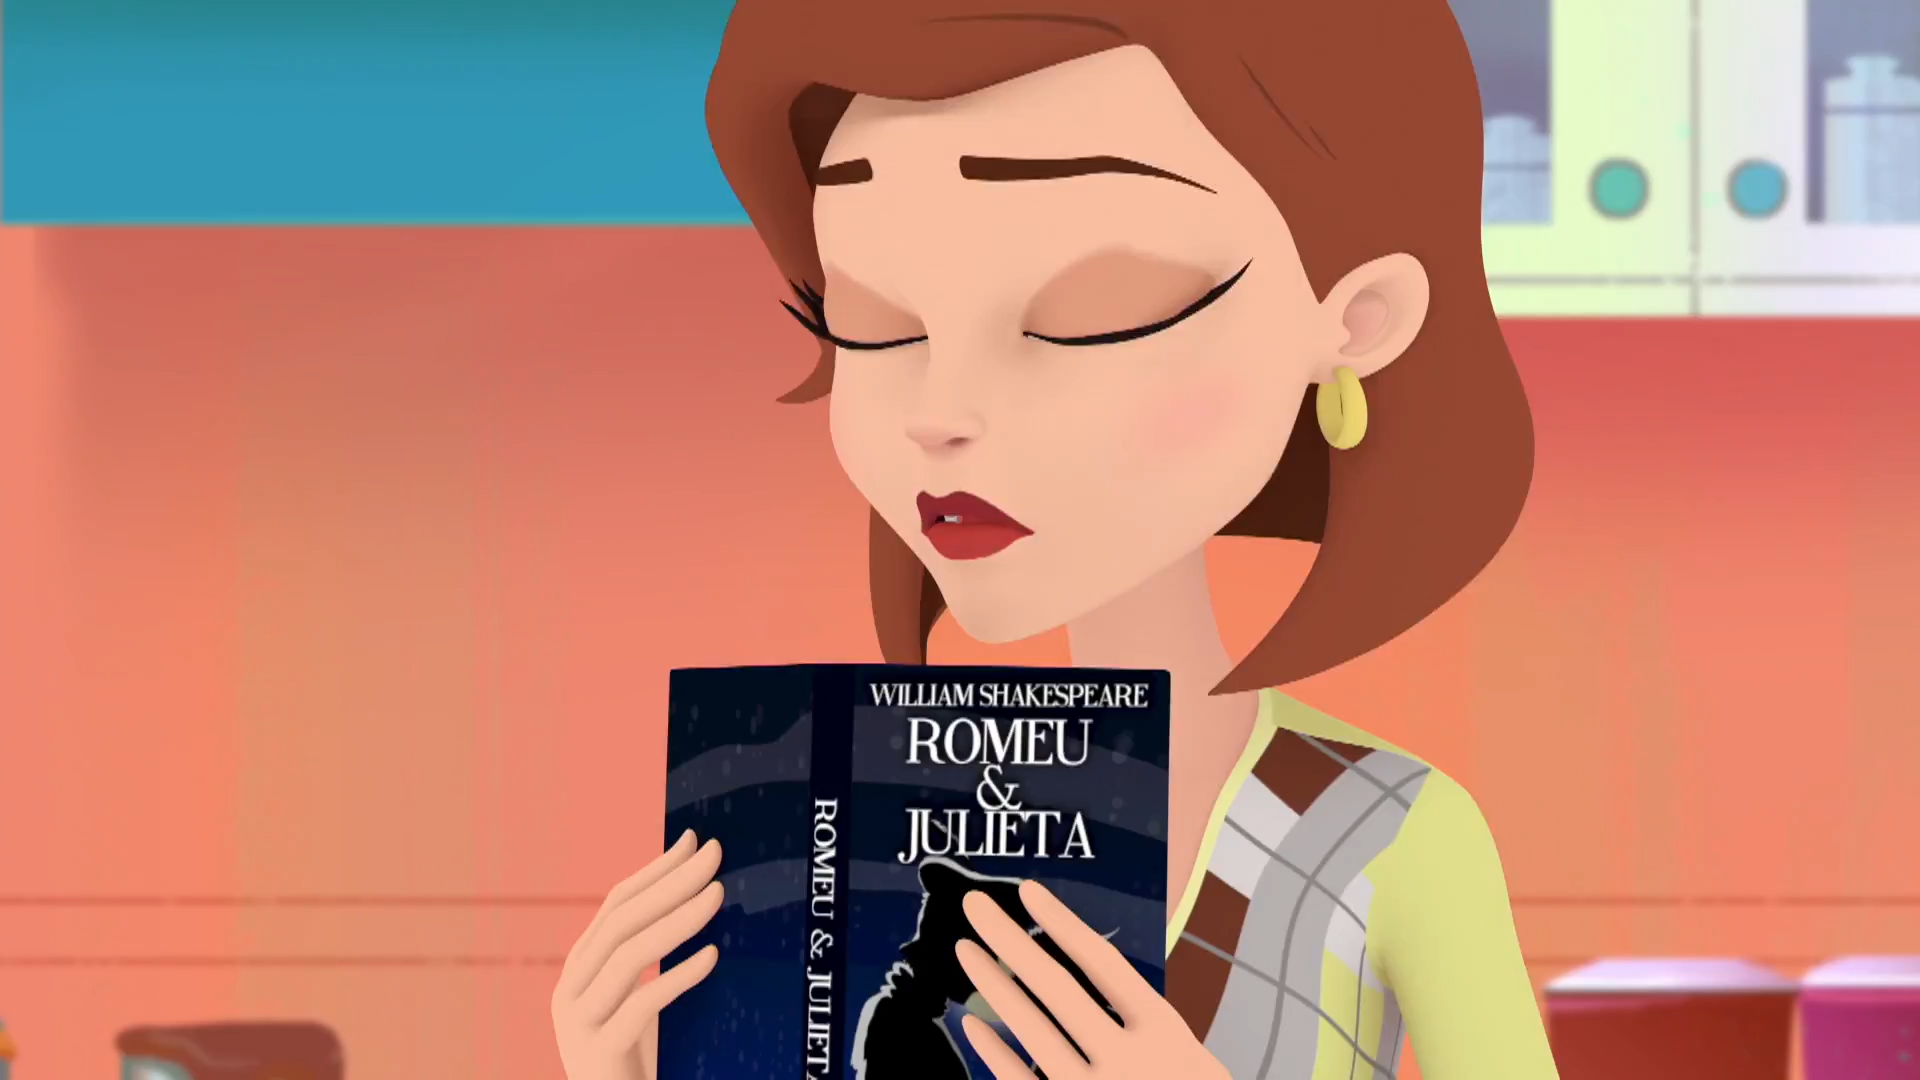 WILLIAM SHAKESPEARE
ROMEU
&
JULIETA
ROMEU & JULIETA